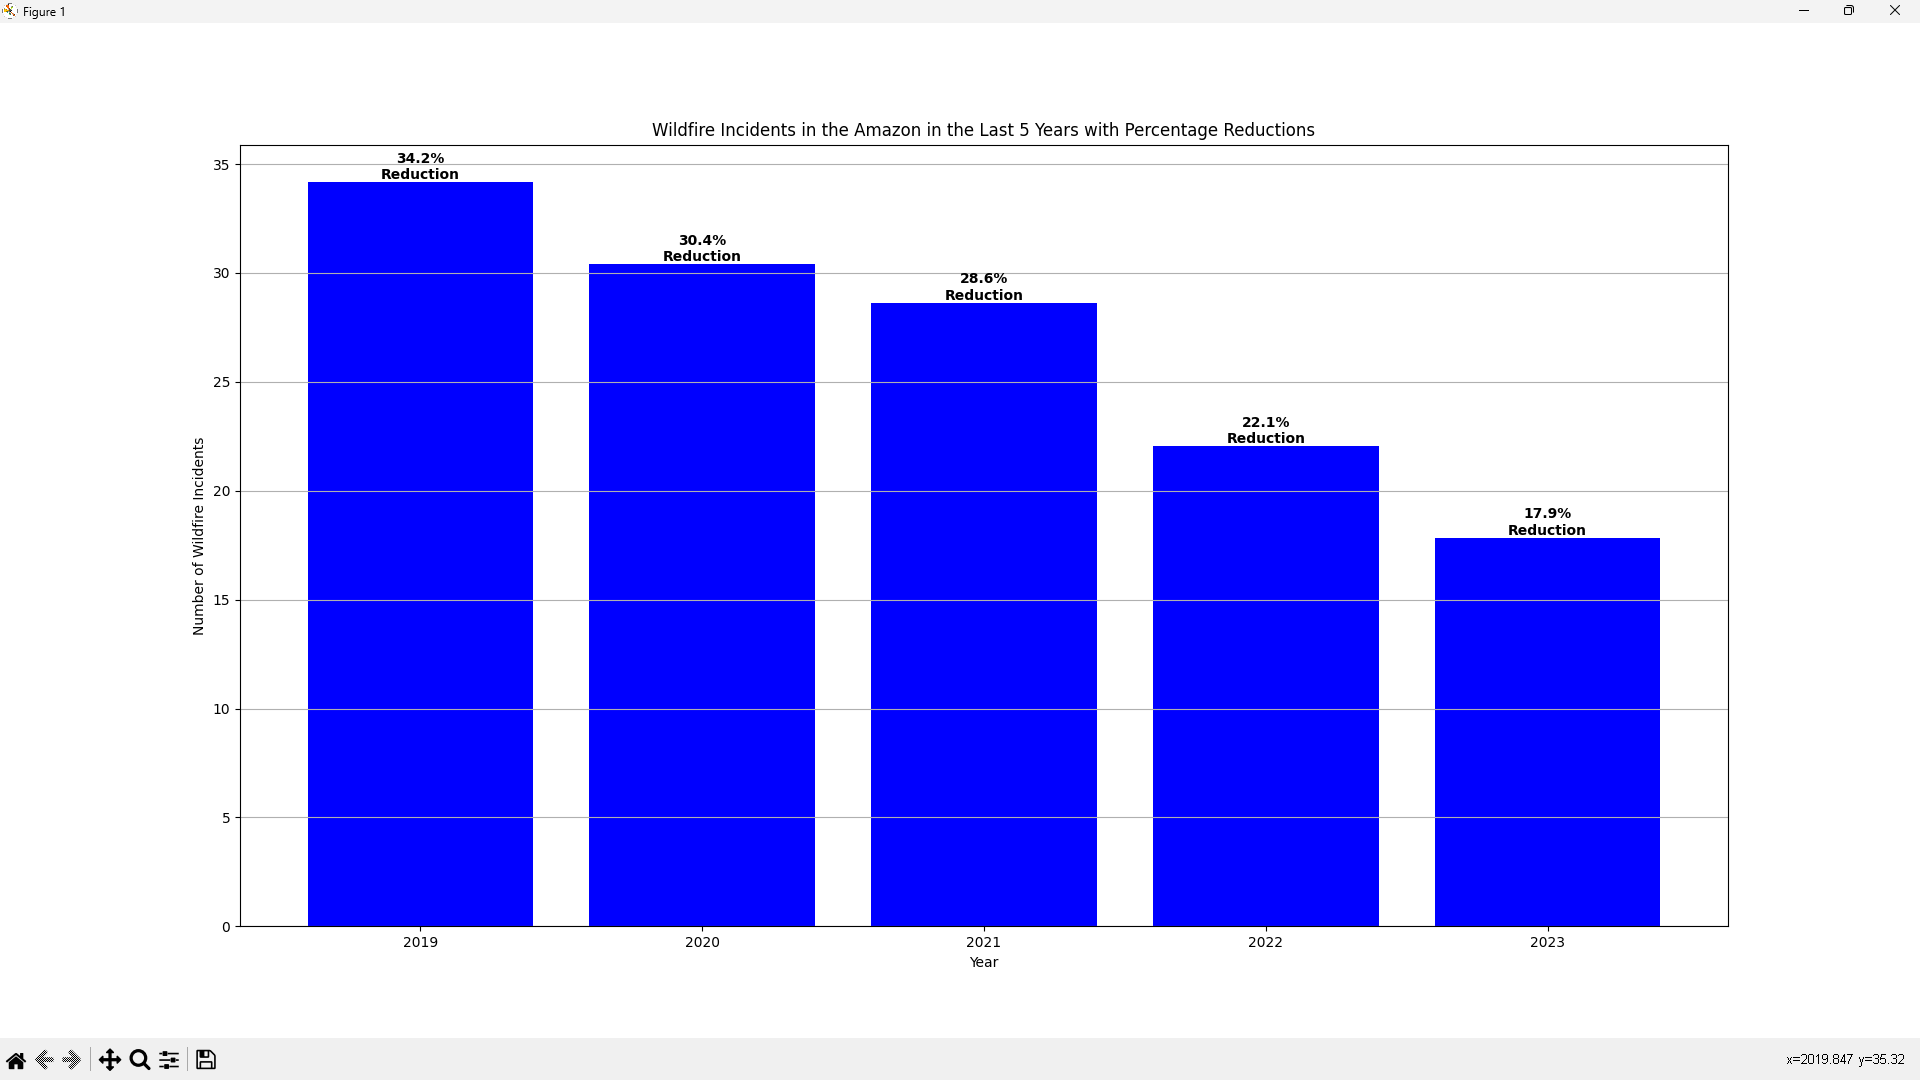 Figure 1
Wildfire Incidents in the Amazon in the Last 5 Years with Percentage Reductions
34.2%
Reduction
30.4%
Reduction
28.6%
Reduction
22.1%
Reduction
17.9%
Reduction
35
30
25
20
15
10
5
0
Number of Wildfire Incidents
2019
2020
2021
2022
2023
Year
x=2019.847 y=35.32